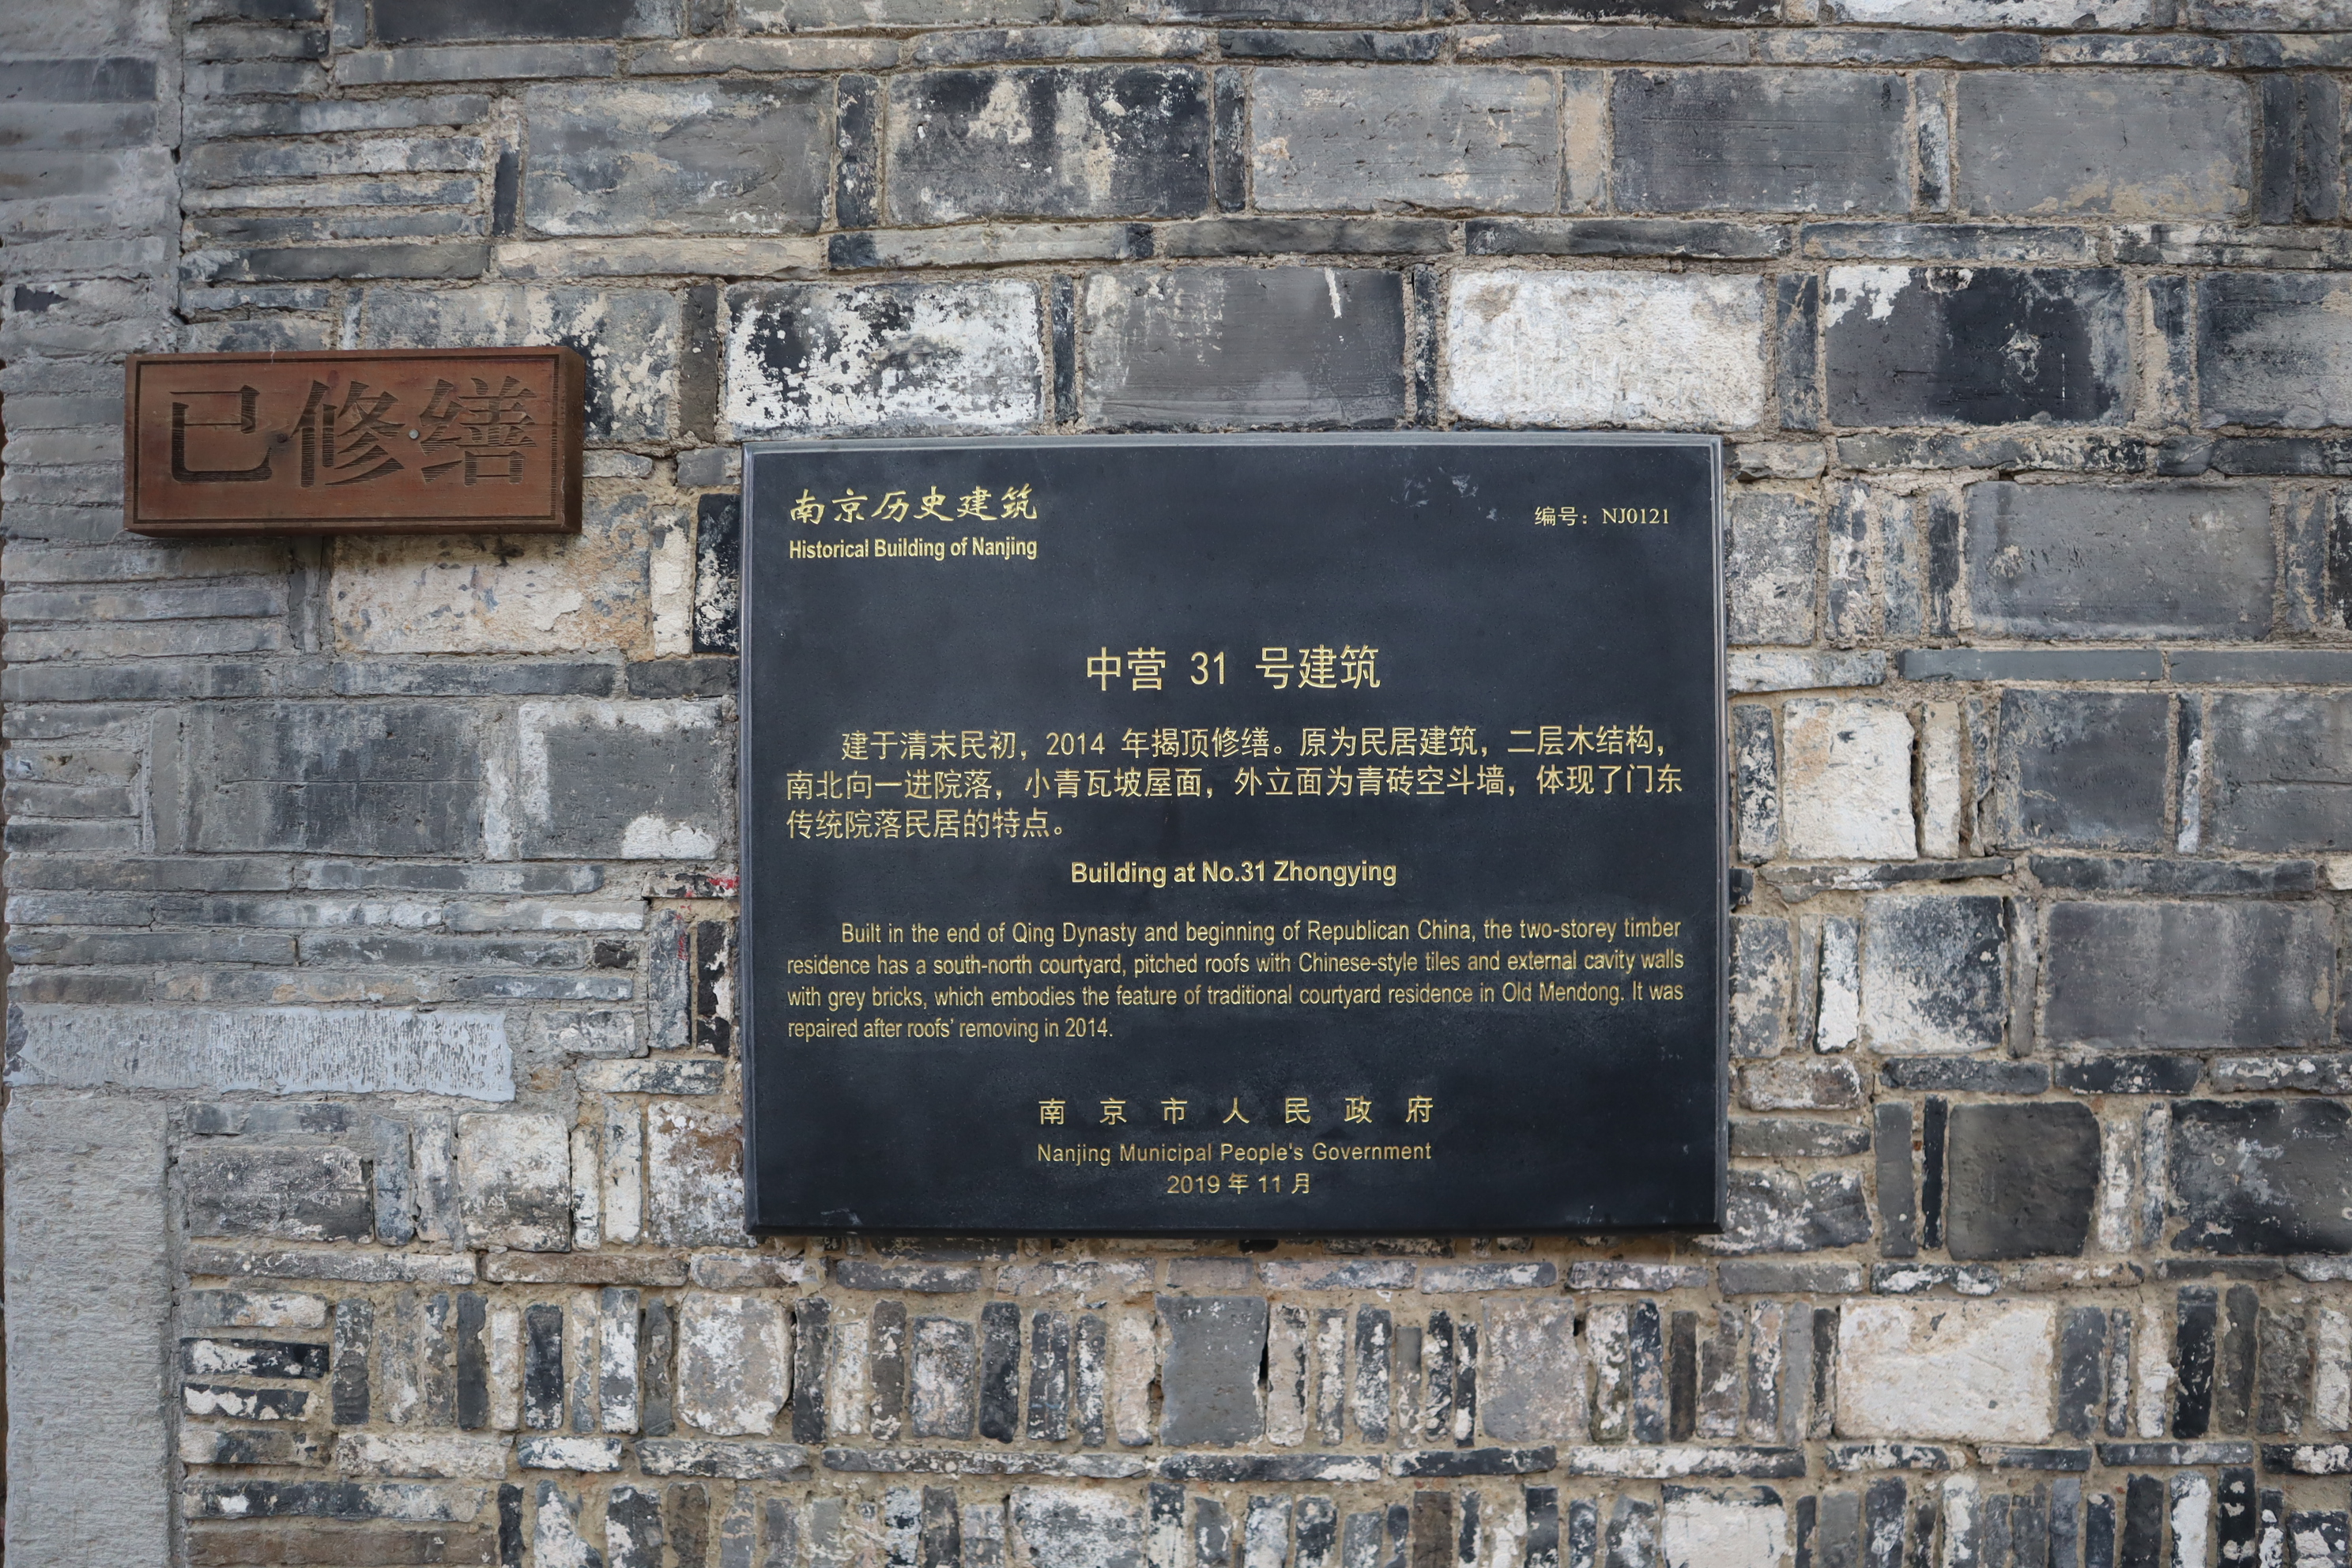 已修缮
南京历史建筑
Historical Building of Nanjing
编号：NJ0121
中营 31 号建筑
建于清末民初，2014 年揭顶修缮。原为民居建筑，二层木结构，
南北向一进院落，小青瓦坡屋面，外立面为青砖空斗墙，体现了门东
传统院落民居的特点。
Building at No.31 Zhongying
Built in the end of Qing Dynasty and beginning of Republican China, the two-storey timber
residence has a south-north courtyard, pitched roofs with Chinese-style tiles and external cavity walls
with grey bricks, which embodies the feature of traditional courtyard residence in Old Mendong. It was
repaired after roofs' removing in 2014.
南京市人民政府
Nanjing Municipal People's Government
2019 年 11 月